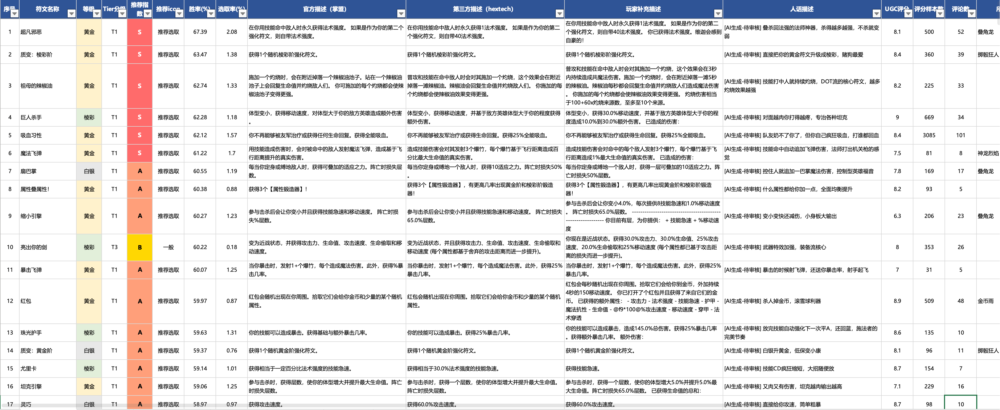 序号 符文名称 等级 Tier分级 推荐指数 推荐icon 胜率(%) 选取率(%) 官方描述（掌盟） 第三方描述（hextech） 玩家补充描述 人话描述 UGC评分 评分样本数 评论数
1 超凡邪恶 黄金 T1 S 推荐选取 67.39 2.08 在你用技能命中敌人时永久获得法术强度。 如果是作为你的第二个强化符文，则自带法术强度。 在你用技能命中敌人时永久获得1法术强度。 如果是作为你的第二个强化符文，则自带40法术强度。 在你用技能命中敌人时永久获得1法术强度。 如果是作为你的第二个强化符文，则自带40法术强度。 你已获得法术强度。维迦会感到自豪的！ [AI生成-待审核] 叠杀回法强的法师神器，杀得越多越强，不杀就变弱 8.1 500 52 叠角龙
2 质变：棱彩阶 黄金 T1 S 推荐选取 63.47 1.38 获得1个随机棱彩阶强化符文。 获得1个随机棱彩阶强化符文。 获得1个随机棱彩阶强化符文。 [AI生成-待审核] 直接把你的黄金符文升级成棱彩，赌狗最爱 8.4 360 39 掷骰狂人
3 祖母的辣椒油 黄金 T1 S 推荐选取 62.74 1.33 施加一个灼烧时，会在附近掉落一个辣椒油池子。站在一个辣椒油池子上会回复生命值并灼烧敌人们。 你可施加的每个灼烧都会使辣椒油池子变得更强。 普攻和技能在命中敌人时会对其施加一个灼烧，这个效果会在附近掉落一滩辣椒油。辣椒油会回复生命值并灼烧敌人们。 你施加的每个灼烧都会使辣椒油效果变得更强。 普攻和技能在命中敌人时会对其施加一个灼烧，这个效果会在3秒内持续造成共魔法伤害。施加一个灼烧时，会在附近掉落一滩5秒的辣椒油。辣椒油每秒都会回复生命值并灼烧敌人们造成魔法伤害。 你施加的每个灼烧都会使辣椒油效果变得更强。 灼烧伤害相当于100+60x灼烧来源数，至多至10个来源。 [AI生成-待审核] 技能打中人就持续灼烧，DOT流的核心符文，越多灼烧效果越强 8.2 225 33
4 巨人杀手 棱彩 T1 S 推荐选取 62.28 1.18 体型变小，获得移动速度，对体型大于你的敌方英雄造成额外伤害。 体型变小，获得移动速度，并基于敌方英雄体型大于你的程度获得额外伤害。 体型变小，获得30.0%移动速度，并基于敌方英雄体型大于你的程度造成10.0%到30.0%额外伤害。 已造成的伤害： [AI生成-待审核] 对面越肉你打得越疼，专治各种坦克 9 669 34
5 吸血习性 黄金 T1 S 推荐选取 62.12 1.57 你不再能够被友军治疗或获得任何生命回复。获得全能吸血。 你不再能够被友军治疗或获得生命回复。获得25%全能吸血。 你不再能够被友军治疗或获得生命回复。获得25%全能吸血。 [AI生成-待审核] 队友奶不了你了，但你自己疯狂吸血，打谁都回血 8.4 3085 101
6 魔法飞弹 黄金 T1 S 推荐选取 61.22 1.7 用技能造成伤害时，会对被命中的敌人发射魔法飞弹，造成基于飞行距离提升的真实伤害。 造成技能伤害会对其发射3个爆竹，每个爆竹基于飞行距离造成百分比最大生命值的真实伤害。 造成技能伤害会对命中的每个敌人发射3个爆竹，每个爆竹基于飞行距离造成1%最大生命值的真实伤害。 已造成的伤害： [AI生成-待审核] 技能命中自动追加飞弹伤害，法师打出机关枪的感觉 7.5 81 8 神龙烈焰
7 扇巴掌 白银 T1 A 推荐选取 60.55 1.19 每当你定身或缚地敌人时，获得可叠加的适应之力。阵亡时损失层数。 每当你定身或缚地一个敌人时，获得10适应之力。阵亡时损失50%。 每当你定身或缚地一个敌人时，获得一层可叠加的10适应之力。阵亡时损失50%层数。 [AI生成-待审核] 控住人就追加一巴掌魔法伤害，控制型英雄福音 7.8 169 17 叠角龙
8 属性叠属性！ 黄金 T1 A 推荐选取 60.38 0.88 获得3个【属性锻造器】！ 获得3个【属性锻造器】，有更高几率出现黄金阶和棱彩阶锻造器！ 获得3个【属性锻造器】，有更高几率出现黄金阶和棱彩阶锻造器！ [AI生成-待审核] 什么属性都给你加一点，全面均衡提升 8.2 93 5
9 缩小引擎 黄金 T1 A 推荐选取 60.27 1.23 参与击杀后会让你变小并且获得技能急速和移动速度。 阵亡时损失%层数。 参与击杀后会让你变小并且获得技能急速和移动速度。 阵亡时损失65.0%层数。 参与击杀后会让你变小4.0%，每次提供8技能急速和1.0%移动速度。 阵亡时损失65.0%层数。 ------------------------------------------------------------ 你目前有层，为你提供： + 技能急速 + %移动速度 [AI生成-待审核] 变小变快还减伤，小身板大输出 6.3 206 23 叠角龙
10 亮出你的剑 棱彩 T3 B 一般 60.22 0.18 变为近战状态，并获得攻击力、生命值、攻击速度、生命偷取和移动速度。 变为近战状态，并且获得攻击力、生命值、攻击速度、生命偷取和移动速度 (每个属性都基于舍弃的攻击距离而进一步提升)。 你现在是近战状态。获得30.0%攻击力、30.0%生命值、25%攻击速度、20.0%生命偷取和25%移动速度 (每个属性都已基于攻击距离的损失而进一步提升)。 [AI生成-待审核] 武器特效加强，装备流核心 8 353 26
11 暴击飞弹 黄金 T1 A 推荐选取 60.07 1.25 当你暴击时，发射1+个爆竹，每个造成魔法伤害。此外，获得%暴击几率。 当你暴击时，发射1+个爆竹，每个造成魔法伤害。此外，获得25%暴击几率。 当你暴击时，发射1+个爆竹，每个造成魔法伤害。此外，获得25%暴击几率。 [AI生成-待审核] 暴击的时候射飞弹，还送你暴击率，射手起飞 7 31 5
12 红包 黄金 T1 A 推荐选取 59.97 0.87 红包会随机出现在你周围。拾取它们会给你金币和少量的某个随机属性。 红包会随机出现在你周围。拾取它们会给你金币和少量的某个随机属性。 红包会每秒随机出现在你周围。拾取它们会给你到金币，外加持续4秒的150移动速度。 你已打开了个红包并且获得了来自它们的金币。 已获得的额外属性： - 攻击力 - 法术强度 - 技能急速 - 护甲 - 魔法抗性 - 生命值 - @f9*100@%攻击速度 - 移动速度 - 穿甲 - 法术穿透 [AI生成-待审核] 杀人掉金币，滚雪球利器 8.9 509 48 金币雨
13 珠光护手 棱彩 T1 A 推荐选取 59.63 1.31 你的技能可以造成暴击。获得基础与额外暴击几率。 你的技能可以造成暴击。获得25%暴击几率。 你的技能可以造成暴击，造成145.0%总伤害。获得25%暴击几率。获得额外暴击几率。 额外伤害： [AI生成-待审核] 放完技能自动强化下一次平A，还回蓝，施法者的完美节奏 8.6 135 10
14 质变：黄金阶 白银 T1 A 推荐选取 59.37 0.76 获得1个随机黄金阶强化符文。 获得1个随机黄金阶强化符文。 获得1个随机黄金阶强化符文。 [AI生成-待审核] 白银升黄金，低保变小康 8.1 96 11 掷骰狂人
15 尤里卡 棱彩 T1 A 推荐选取 59.14 1.01 获得相当于一定百分比法术强度的技能急速。 获得相当于30.0%法术强度的技能急速。 获得技能急速。 [AI生成-待审核] 技能CD疯狂缩短，大招随便放 8.7 154 7
16 坦克引擎 黄金 T1 A 推荐选取 59.06 1.25 参与击杀时，获得层数，使你的体型增大并提升最大生命值。阵亡时损失层数。 参与击杀时，获得一个层数，使你的体型增大并提升最大生命值。阵亡时损失层数。 参与击杀时，获得一个层数，使你的体型增大5.0%并提升5.0%最大生命值。阵亡时损失65.0%层数。 已获得生命值的总和： [AI生成-待审核] 又肉又有伤害，坦克越肉输出越高 7.1 229 16
17 灵巧 白银 T1 A 推荐选取 58.97 0.97 获得攻击速度。 获得60.0%攻击速度。 获得60.0%攻击速度。 [AI生成-待审核] 直接给你攻速，简单粗暴 8.7 98 10